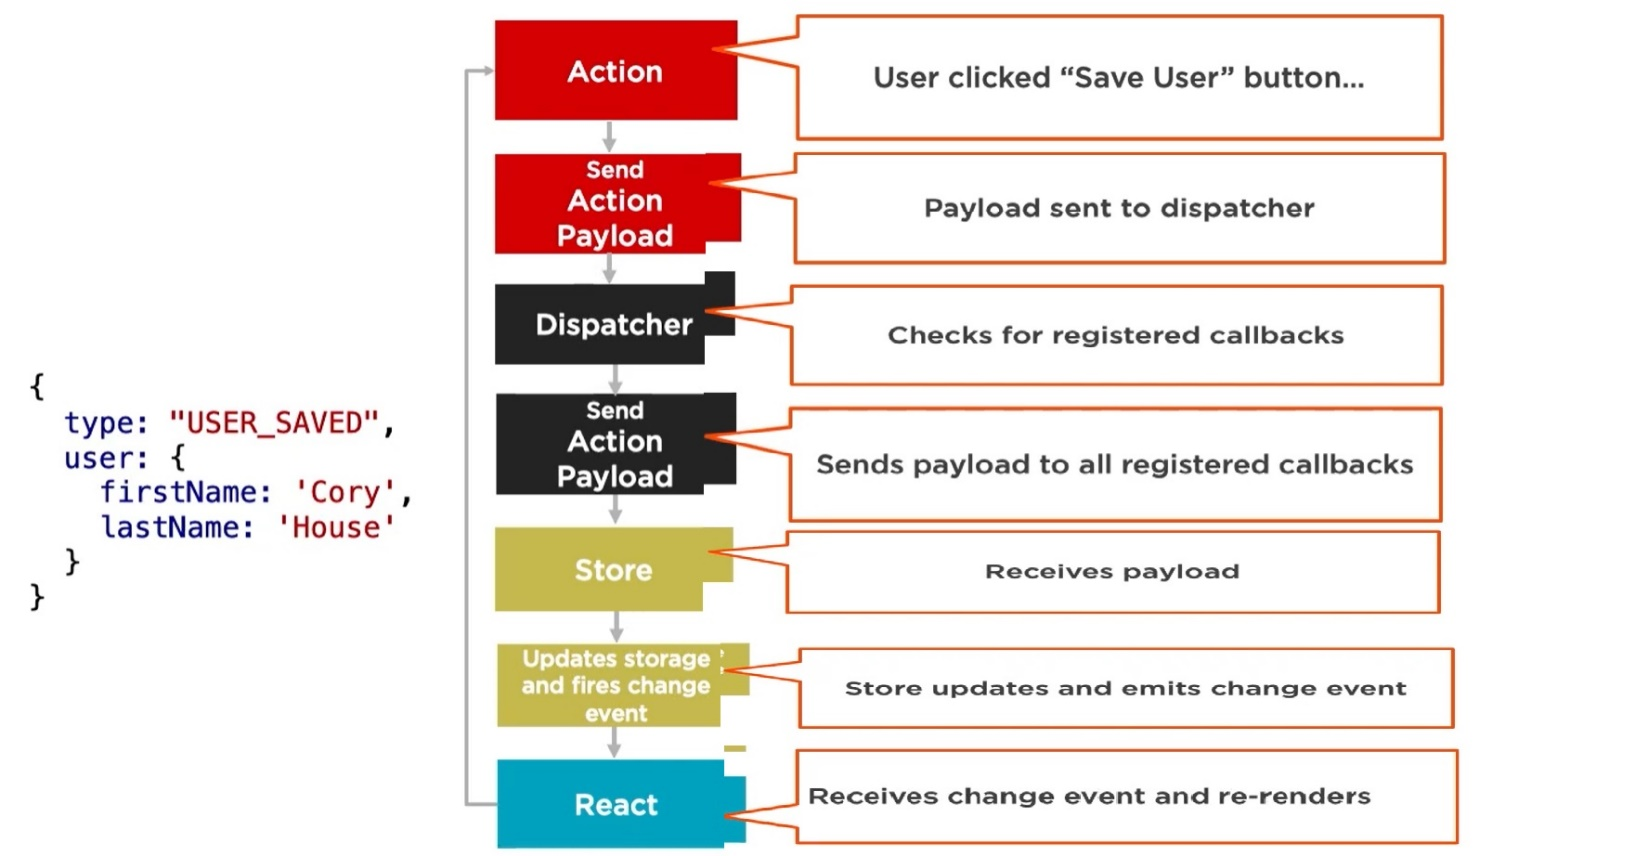 Action
User clicked “Save User” button...
Send
Action
Payload
Payload sent to dispatcher
Dispatcher
Checks for registered callbacks
Send
Action
Payload
Sends payload to all registered callbacks
Store
Receives payload
Updates storage
and fires change
event
Store updates and emits change event
React
Receives change event and re-renders
{
type: "USER_SAVED",
user: {
firstName: 'Cory',
lastName: 'House'
}
}